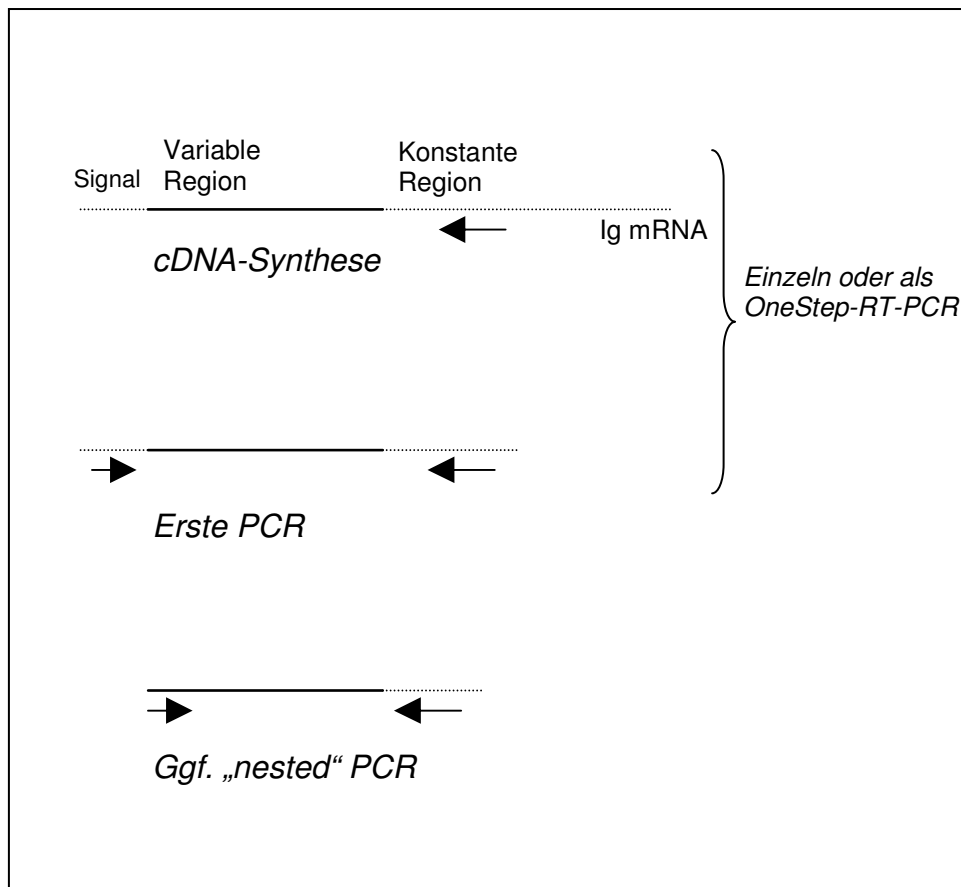 Signal
Variable
Region
Konstante
Region
Ig mRNA
cDNA-Synthese
Einzeln oder als
OneStep-RT-PCR
Erste PCR
Ggf. „nested“ PCR